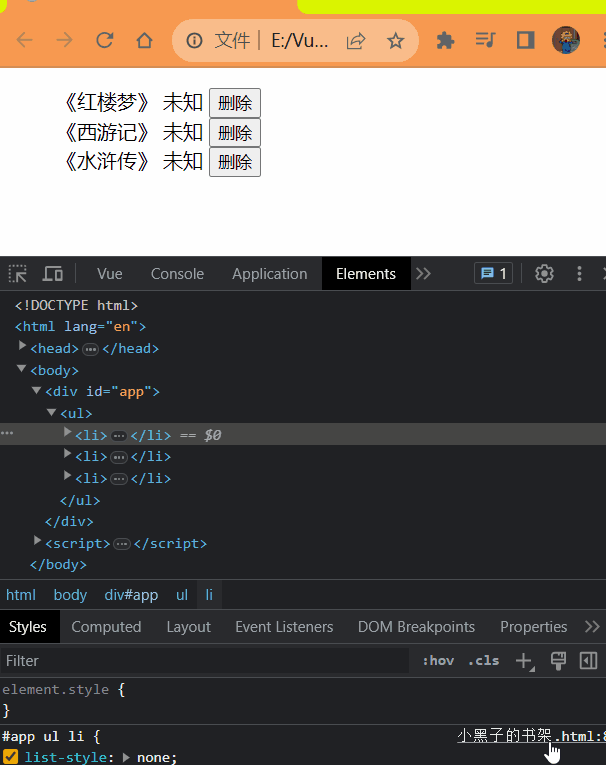 文件 | E:/Vu...
《红楼梦》 未知 删除
《西游记》 未知 删除
《水浒传》 未知 删除
Vue Console Application Elements 1
<!DOCTYPE html>
<html lang="en">
<head> ··· </head>
<body>
<div id="app">
<ul>
··· <li> ··· </li> == $0
<li> ··· </li>
<li> ··· </li>
</ul>
</div>
<script> ··· </script>
</body>
html body div#app ul li
Styles Computed Layout Event Listeners DOM Breakpoints Properties
Filter :hov .cls
element.style {
}
#app ul li { 小黑子的书架.html:8
list-style: none;